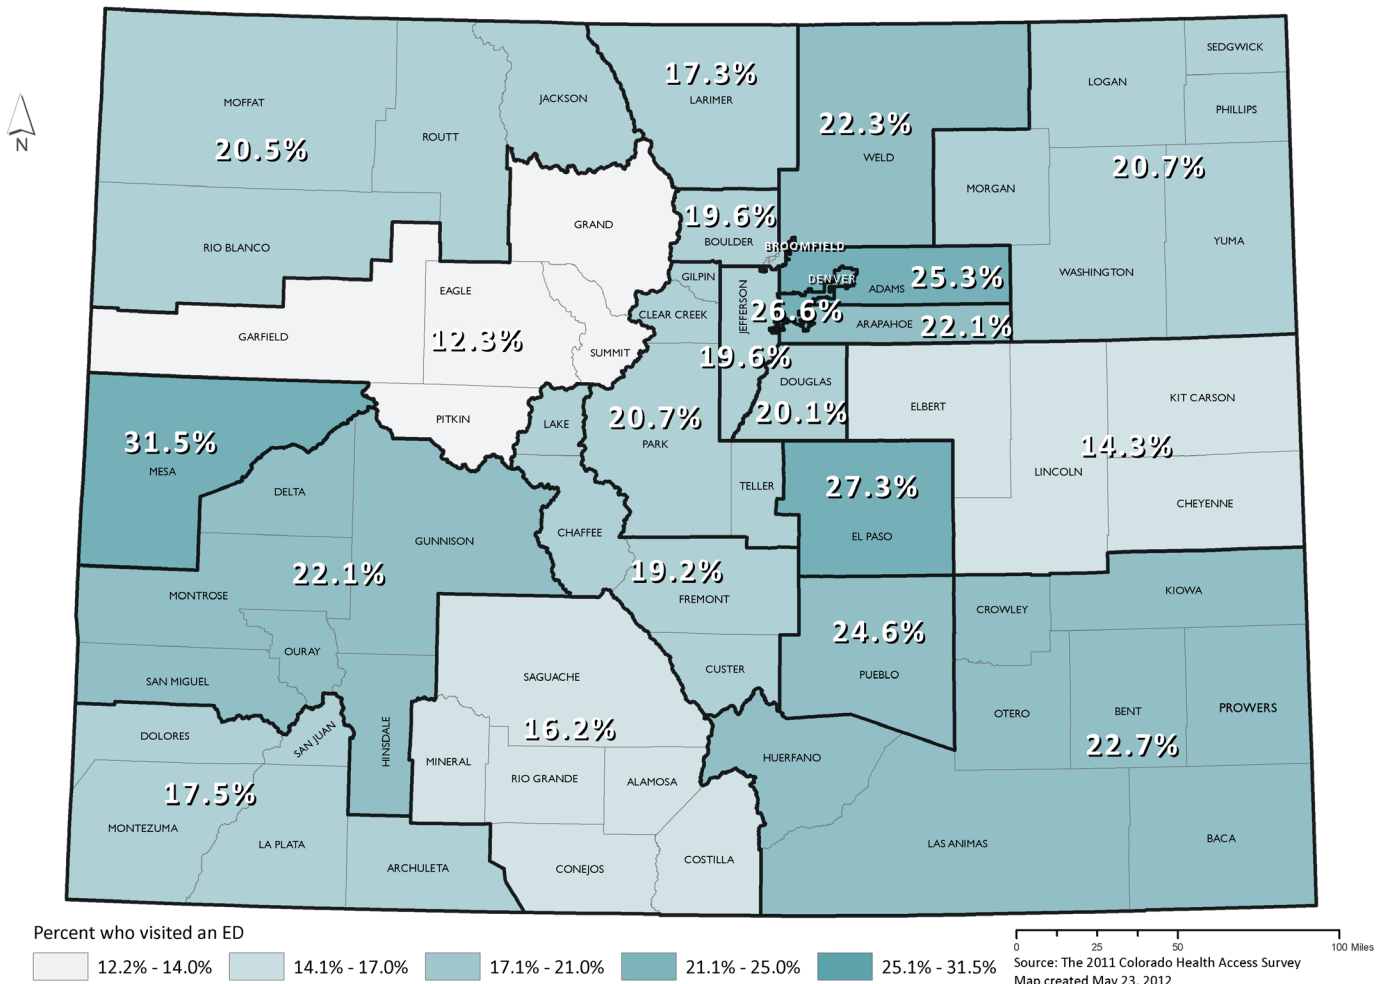 SEDGWICK
LOGAN
17.3%
LARIMER
JACKSON
MOFFAT
PHILLIPS
22.3%
WELD
ROUTT
20.5%
20.7%
MORGAN
GRAND
19.6%
BOULDER
BROOMFIELD
YUMA
RIO BLANCO
WASHINGTON
GILPIN
DENVER
25.3%
ADAMS
EAGLE
JEFFERSON
26.6%
CLEAR CREEK
ARAPAHOE
22.1%
GARFIELD
12.3%
SUMMIT
19.6%
DOUGLAS
20.1%
ELBERT
KIT CARSON
PITKIN
LAKE
20.7%
PARK
31.5%
MESA
14.3%
LINCOLN
TELLER
27.3%
DELTA
CHEYENNE
CHAFFEE
GUNNISON
EL PASO
22.1%
19.2%
FREMONT
MONTROSE
KIOWA
CROWLEY
24.6%
OURAY
CUSTER
PUEBLO
SAGUACHE
SAN MIGUEL
OTERO
BENT
PROWERS
16.2%
22.7%
DOLORES
SAN JUAN
HINSDALE
MINERAL
HUERFANO
RIO GRANDE
ALAMOSA
17.5%
MONTEZUMA
LA PLATA
ARCHULETA
CONEJOS
COSTILLA
LAS ANIMAS
BACA
N
Percent who visited an ED
12.2% - 14.0%
14.1% - 17.0%
17.1% - 21.0%
21.1% - 25.0%
25.1% - 31.5%
0 25 50 100 Miles
Source: The 2011 Colorado Health Access Survey
Map created May 23, 2012